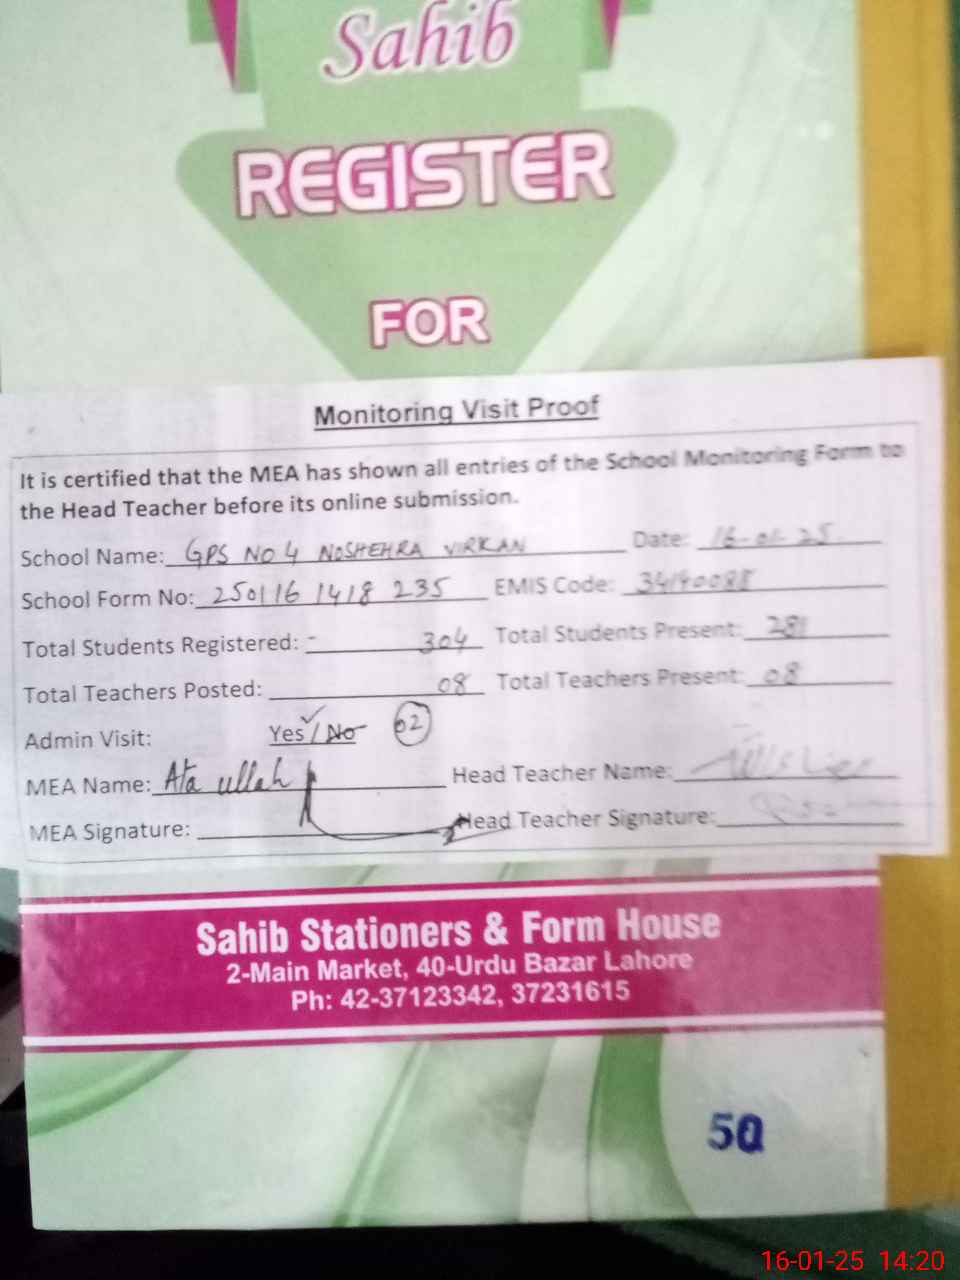 Sahib
REGISTER
FOR
Monitoring Visit Proof
It is certified that the MEA has shown all entries of the School Monitoring Form to
the Head Teacher before its online submission.
School Name: GPS NO 4 NOSHEHRA VIRKAN Date: 16-01-25
School Form No: 250116 1418 235 EMIS Code: 34140088
Total Students Registered: - 304 Total Students Present: 281
Total Teachers Posted: 08 Total Teachers Present: 08
Admin Visit: Yes / No 02
MEA Name: Ata ullah Head Teacher Name:
MEA Signature: Head Teacher Signature:
Sahib Stationers & Form House
2-Main Market, 40-Urdu Bazar Lahore
Ph: 42-37123342, 37231615
5Q
16-01-25 14:20